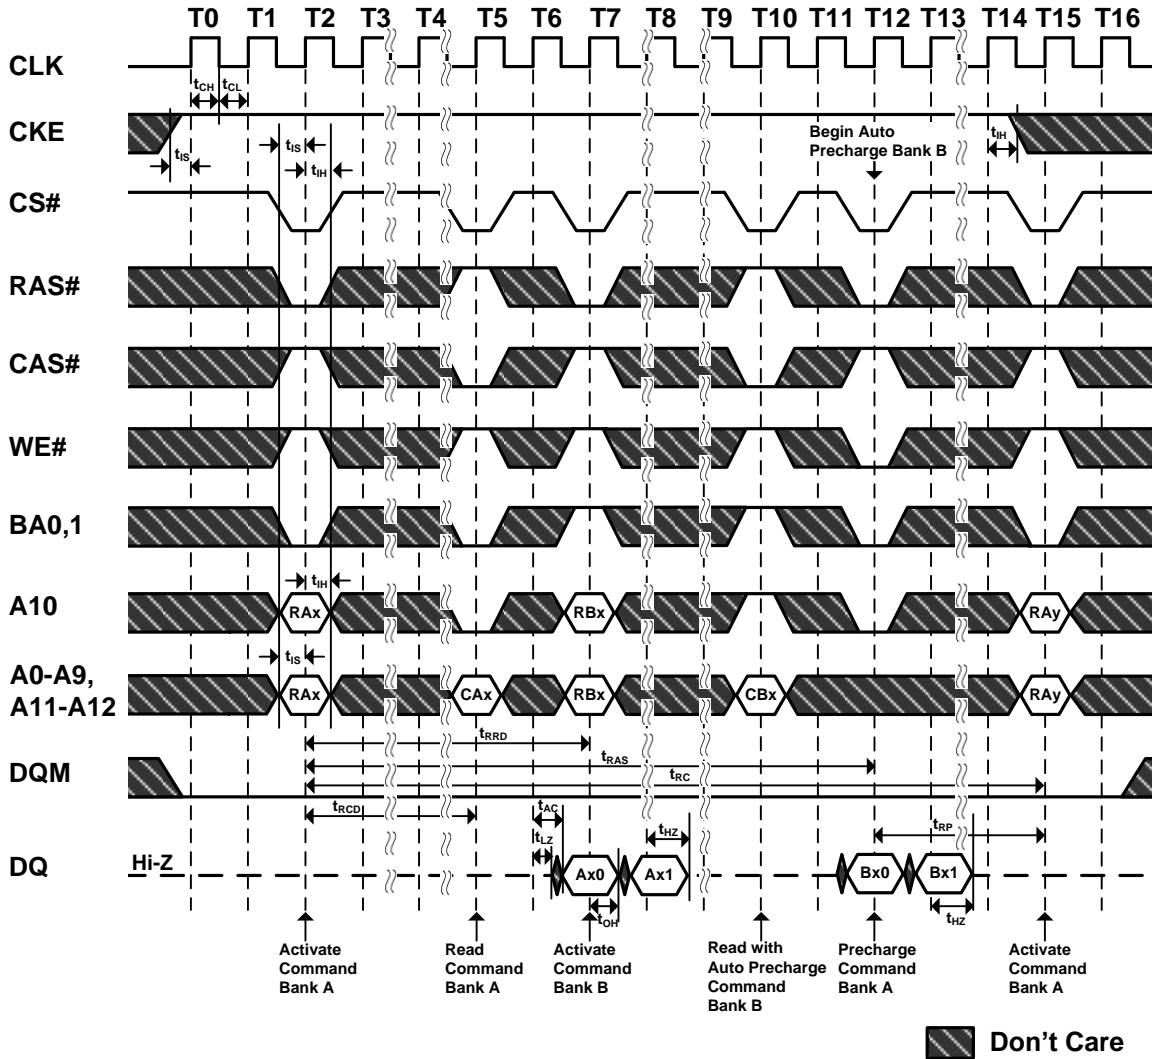 T0 T1 T2 T3 T4 T5 T6 T7 T8 T9 T10 T11 T12 T13 T14 T15 T16
CLK
tCH tCL
CKE
tIS
tIS
tIH
Begin Auto
Precharge Bank B
tIH
CS#
RAS#
CAS#
WE#
BA0,1
tIH
A10
RAx RBx RAy
tIS
A0-A9,
A11-A12
RAx CAx RBx CBx RAy
tRRD
tRAS
tRC
DQM
tRCD
tAC
tLZ
tHZ
tRP
DQ
Hi-Z
Ax0 Ax1 Bx0 Bx1
tOH
tHZ
Activate
Command
Bank A
Read
Command
Bank A
Activate
Command
Bank B
Read with
Auto Precharge
Command
Bank B
Precharge
Command
Bank A
Activate
Command
Bank A
Don't Care